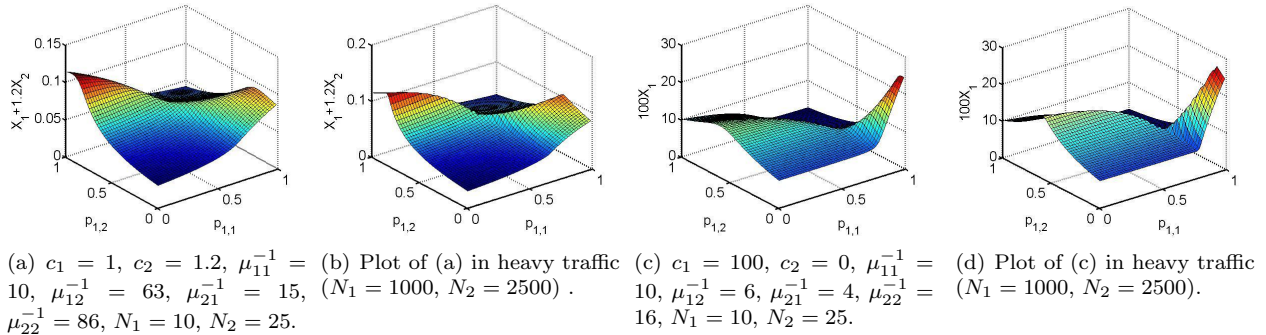 0.15
0.1
0.05
0
1
0.5
0 0
0.5
1
X1+1.2X2
p1,2
p1,1
0.2
0.1
0
1
0.5
0 0
0.5
1
X1+1.2X2
p1,2
p1,1
30
20
10
0
1
0.5
0 0
0.5
1
100X1
p1,2
p1,1
30
20
10
0
1
0.5
0 0
0.5
1
100X1
p1,2
p1,1
(a) c₁ = 1, c₂ = 1.2, μ₁₁⁻¹ =
10, μ₁₂⁻¹ = 63, μ₂₁⁻¹ = 15,
μ₂₂⁻¹ = 86, N₁ = 10, N₂ = 25.
(b) Plot of (a) in heavy traffic
(N₁ = 1000, N₂ = 2500) .
(c) c₁ = 100, c₂ = 0, μ₁₁⁻¹ =
10, μ₁₂⁻¹ = 6, μ₂₁⁻¹ = 4, μ₂₂⁻¹ =
16, N₁ = 10, N₂ = 25.
(d) Plot of (c) in heavy traffic
(N₁ = 1000, N₂ = 2500).